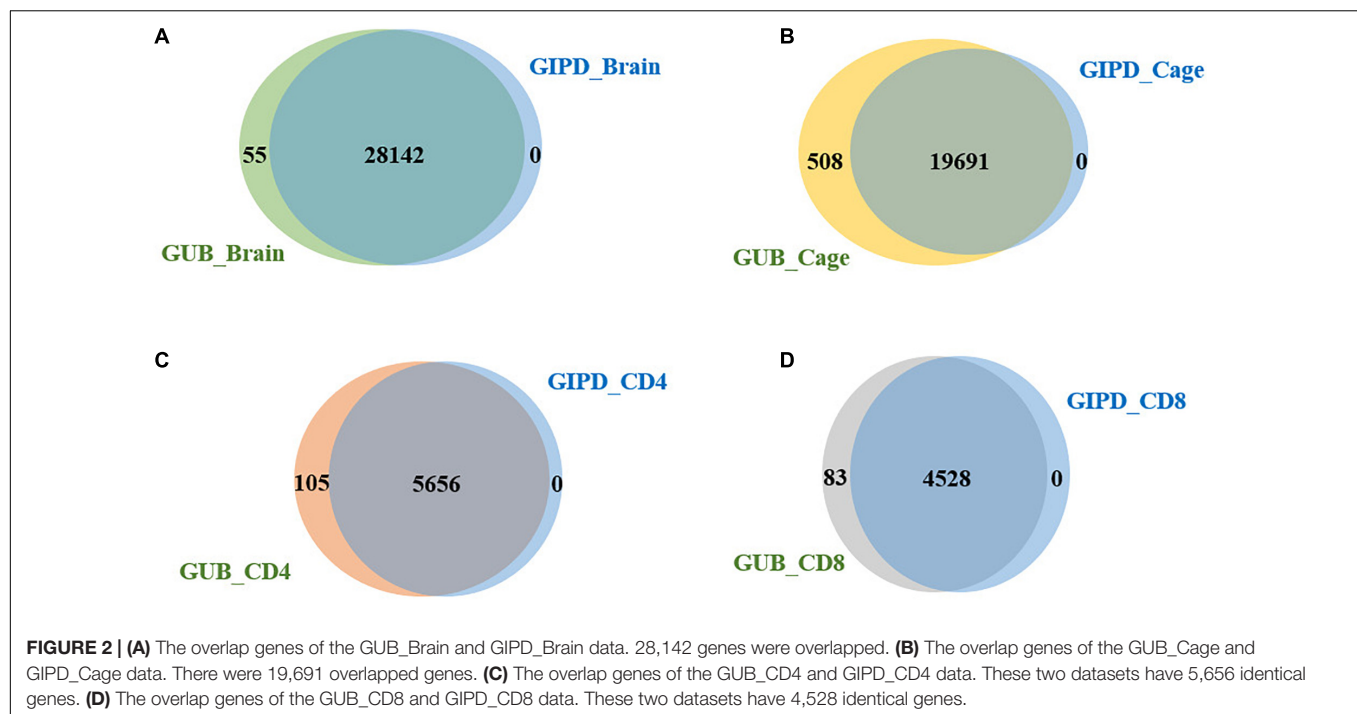 A
GIPD_Brain
55
28142
0
GUB_Brain
B
GIPD_Cage
508
19691
0
GUB_Cage
C
GIPD_CD4
105
5656
0
GUB_CD4
D
GIPD_CD8
83
4528
0
GUB_CD8
FIGURE 2 | (A) The overlap genes of the GUB_Brain and GIPD_Brain data. 28,142 genes were overlapped. (B) The overlap genes of the GUB_Cage and
GIPD_Cage data. There were 19,691 overlapped genes. (C) The overlap genes of the GUB_CD4 and GIPD_CD4 data. These two datasets have 5,656 identical
genes. (D) The overlap genes of the GUB_CD8 and GIPD_CD8 data. These two datasets have 4,528 identical genes.